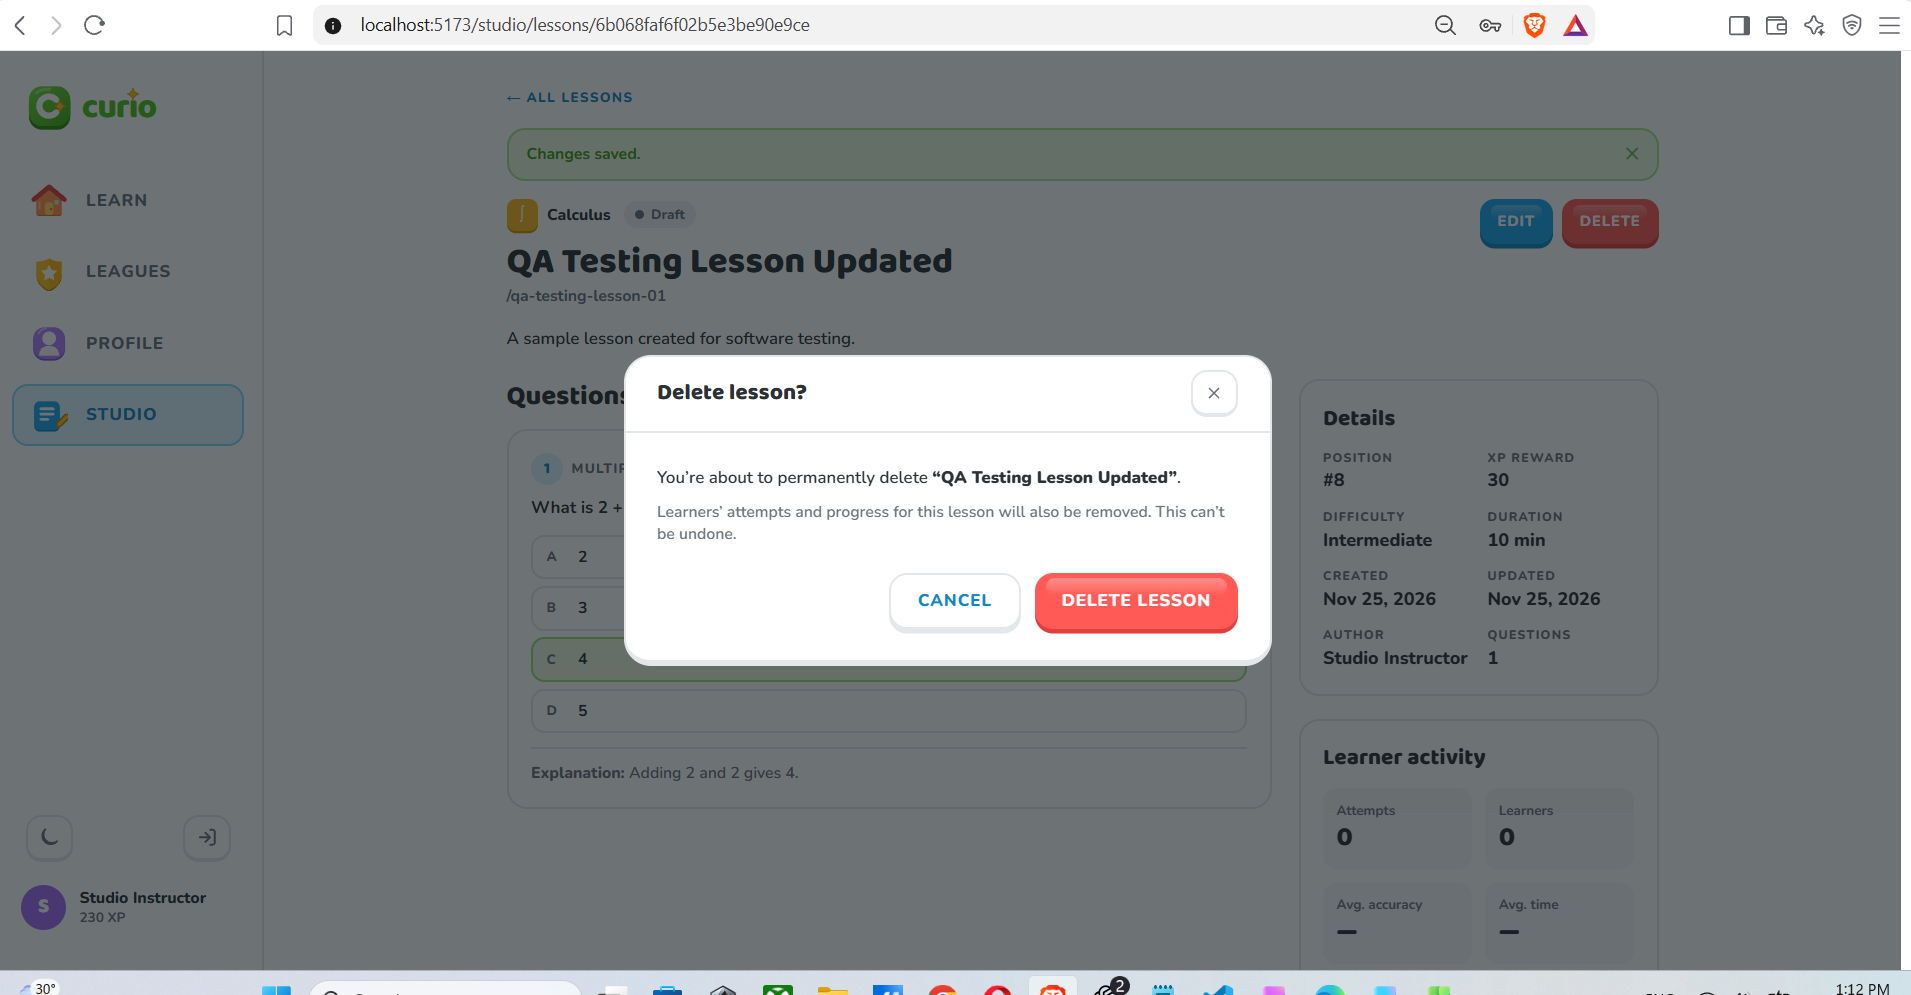 localhost:5173/studio/lessons/6b068faf6f02b5e3be90e9ce
curio
LEARN
LEAGUES
PROFILE
STUDIO
← ALL LESSONS
Changes saved.
Calculus
Draft
EDIT
DELETE
QA Testing Lesson Updated
/qa-testing-lesson-01
A sample lesson created for software testing.
Questions
1
What is 2 +
A 2
B 3
C 4
D 5
Explanation: Adding 2 and 2 gives 4.
Delete lesson?
You're about to permanently delete “QA Testing Lesson Updated”.
Learners’ attempts and progress for this lesson will also be removed. This can’t
be undone.
CANCEL
DELETE LESSON
Details
POSITION
#8
XP REWARD
30
DIFFICULTY
Intermediate
DURATION
10 min
CREATED
Nov 25, 2026
UPDATED
Nov 25, 2026
AUTHOR
Studio Instructor
QUESTIONS
1
Learner activity
Attempts
0
Learners
0
Avg. accuracy
—
Avg. time
—
S
Studio Instructor
230 XP
30°
2
1:12 PM